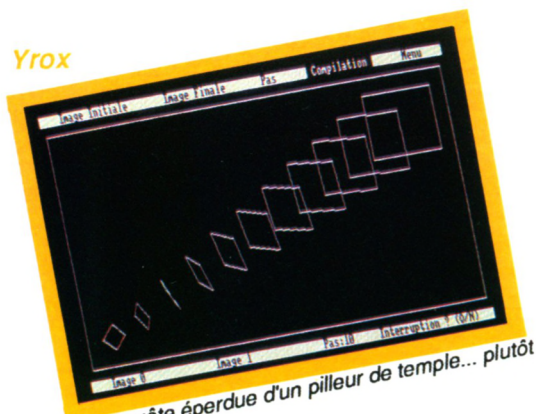 Yrox
Image Initiale Image Finale Pas Compilation Menu
Image 0 Image 1 Pas:10 Interruption ? (O/N)
éperdue d'un pilleur de temple... plutôt